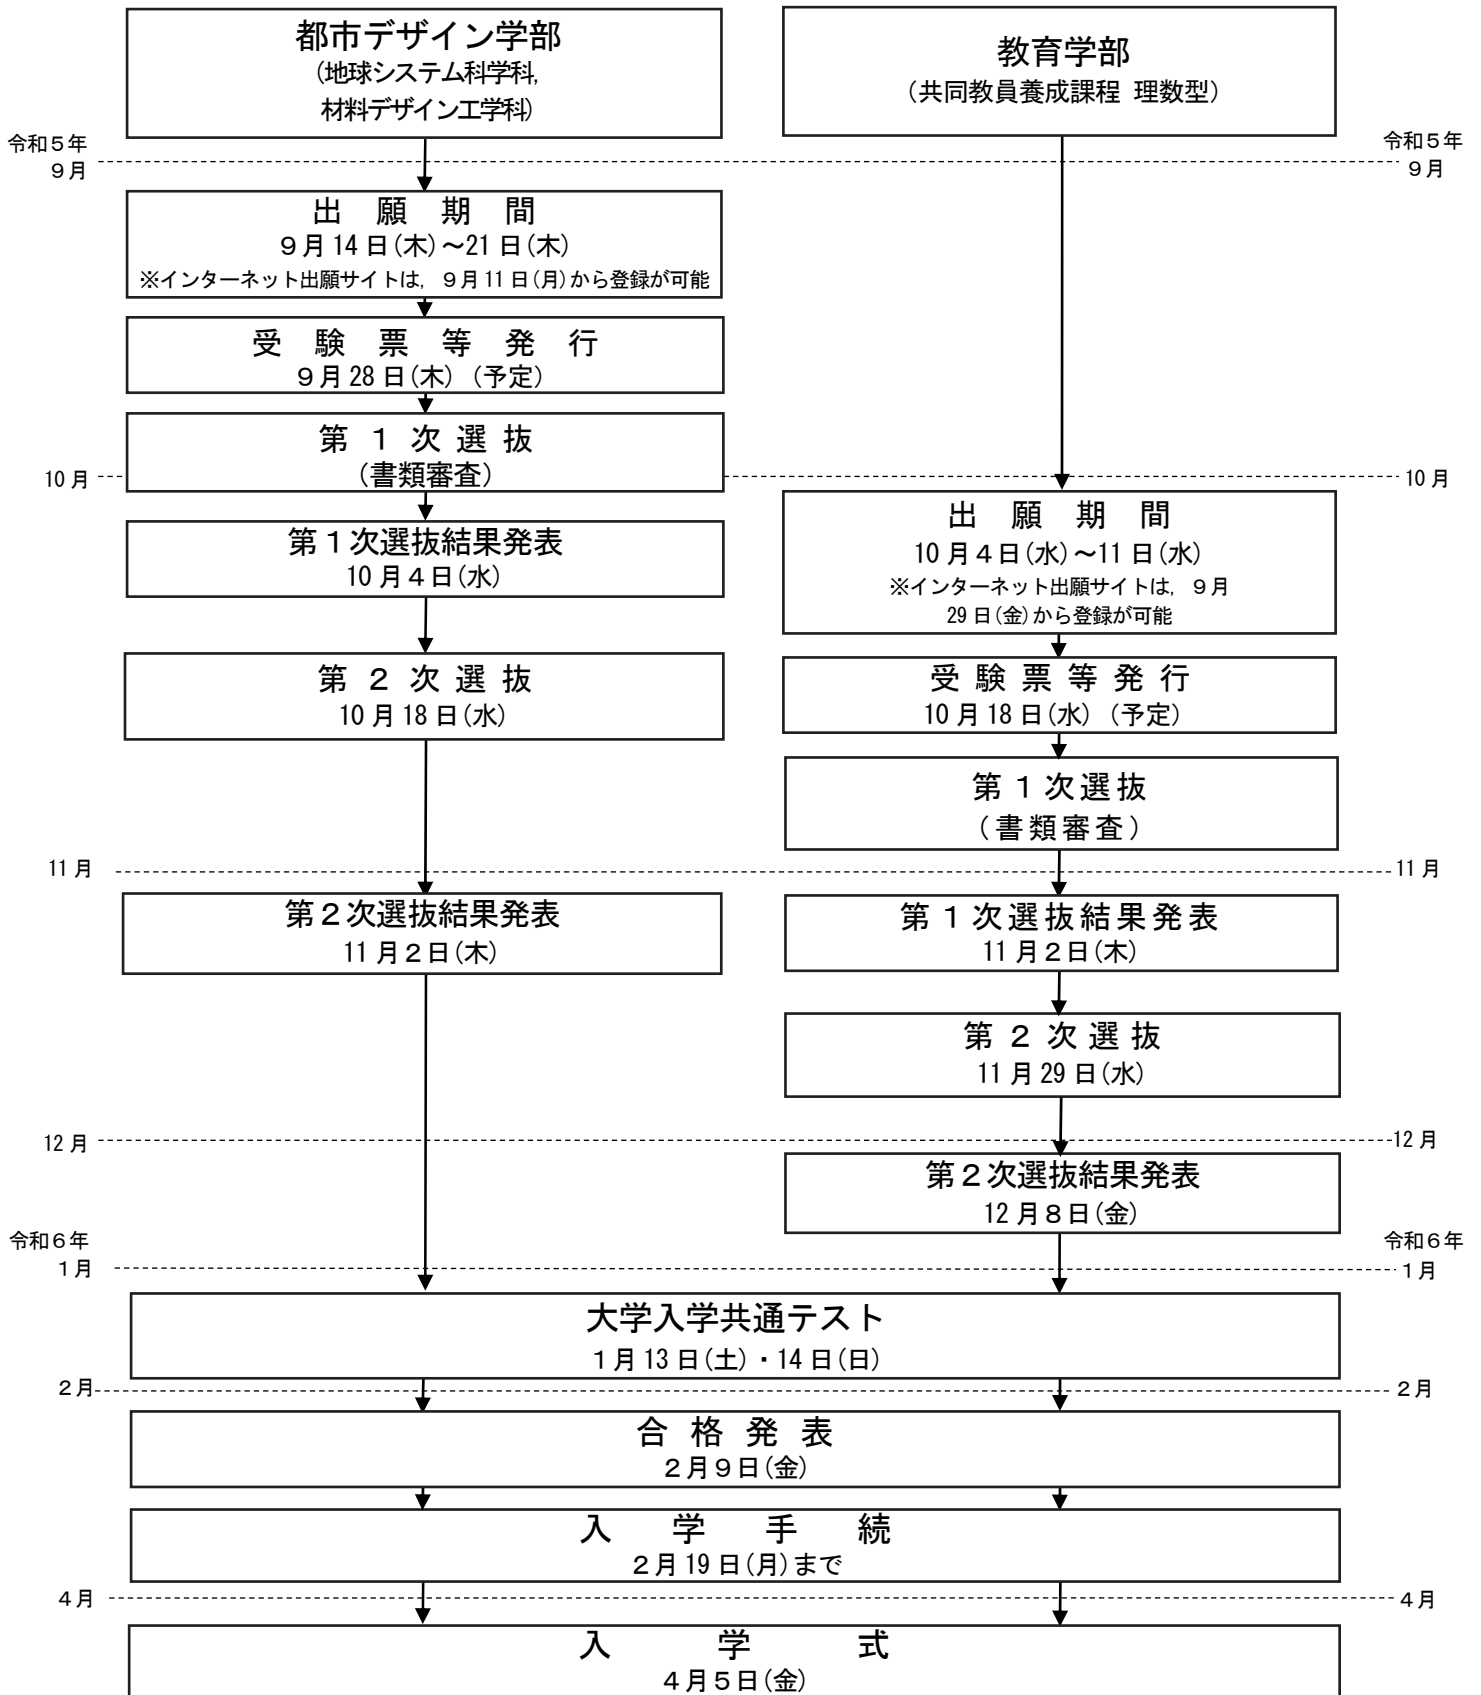 都市デザイン学部
(地球システム科学科,
材料デザイン工学科)
教育学部
(共同教員養成課程 理数型)
令和５年
９月
令和５年
９月
出願期間
９月14日(木)～21日(木)
※インターネット出願サイトは，９月11日(月)から登録が可能
受験票等発行
９月28日(木)（予定）
第１次選抜
(書類審査)
10月
10月
第１次選抜結果発表
10月４日(水)
出願期間
10月４日(水)～11日(水)
※インターネット出願サイトは，９月
29日(金)から登録が可能
第２次選抜
10月18日(水)
受験票等発行
10月18日(水)（予定）
第１次選抜
(書類審査)
11月
11月
第２次選抜結果発表
11月２日(木)
第１次選抜結果発表
11月２日(木)
第２次選抜
11月29日(水)
12月
12月
第２次選抜結果発表
12月８日(金)
令和６年
１月
令和６年
１月
大学入学共通テスト
１月13日(土)・14日(日)
２月
２月
合格発表
２月９日(金)
入学手続
２月19日(月)まで
４月
４月
入学式
４月５日(金)